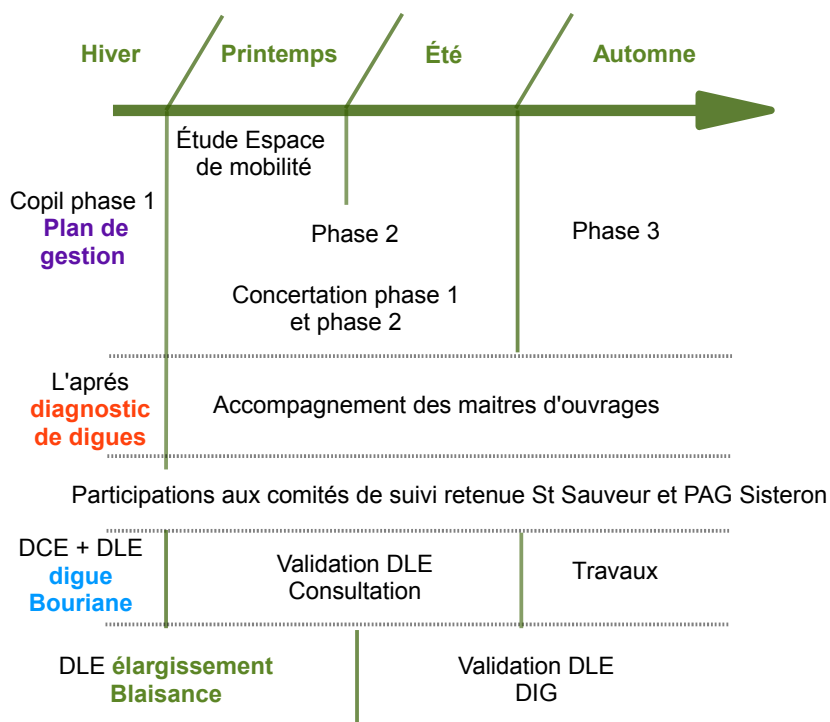 Hiver Printemps Été Automne
Étude Espace
de mobilité
Copil phase 1
Plan de
gestion
Phase 2
Phase 3
Concertation phase 1
et phase 2
L'aprés
diagnostic
de digues
Accompagnement des maitres d'ouvrages
Participations aux comités de suivi retenue St Sauveur et PAG Sisteron
DCE + DLE
digue
Bouriane
Validation DLE
Consultation
Travaux
DLE élargissement
Blaisance
Validation DLE
DIG